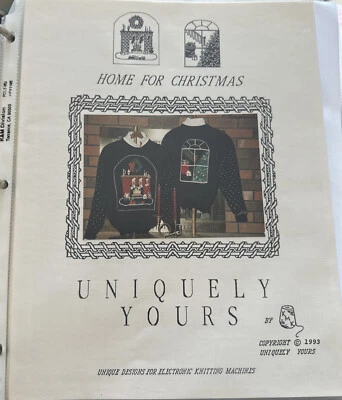 HOME FOR CHRISTMAS
UNIQUELY
YOURS
BY
COPYRIGHT © 1993
UNIQUELY YOURS
UNIQUE DESIGNS FOR ELECTRONIC KNITTING MACHINES